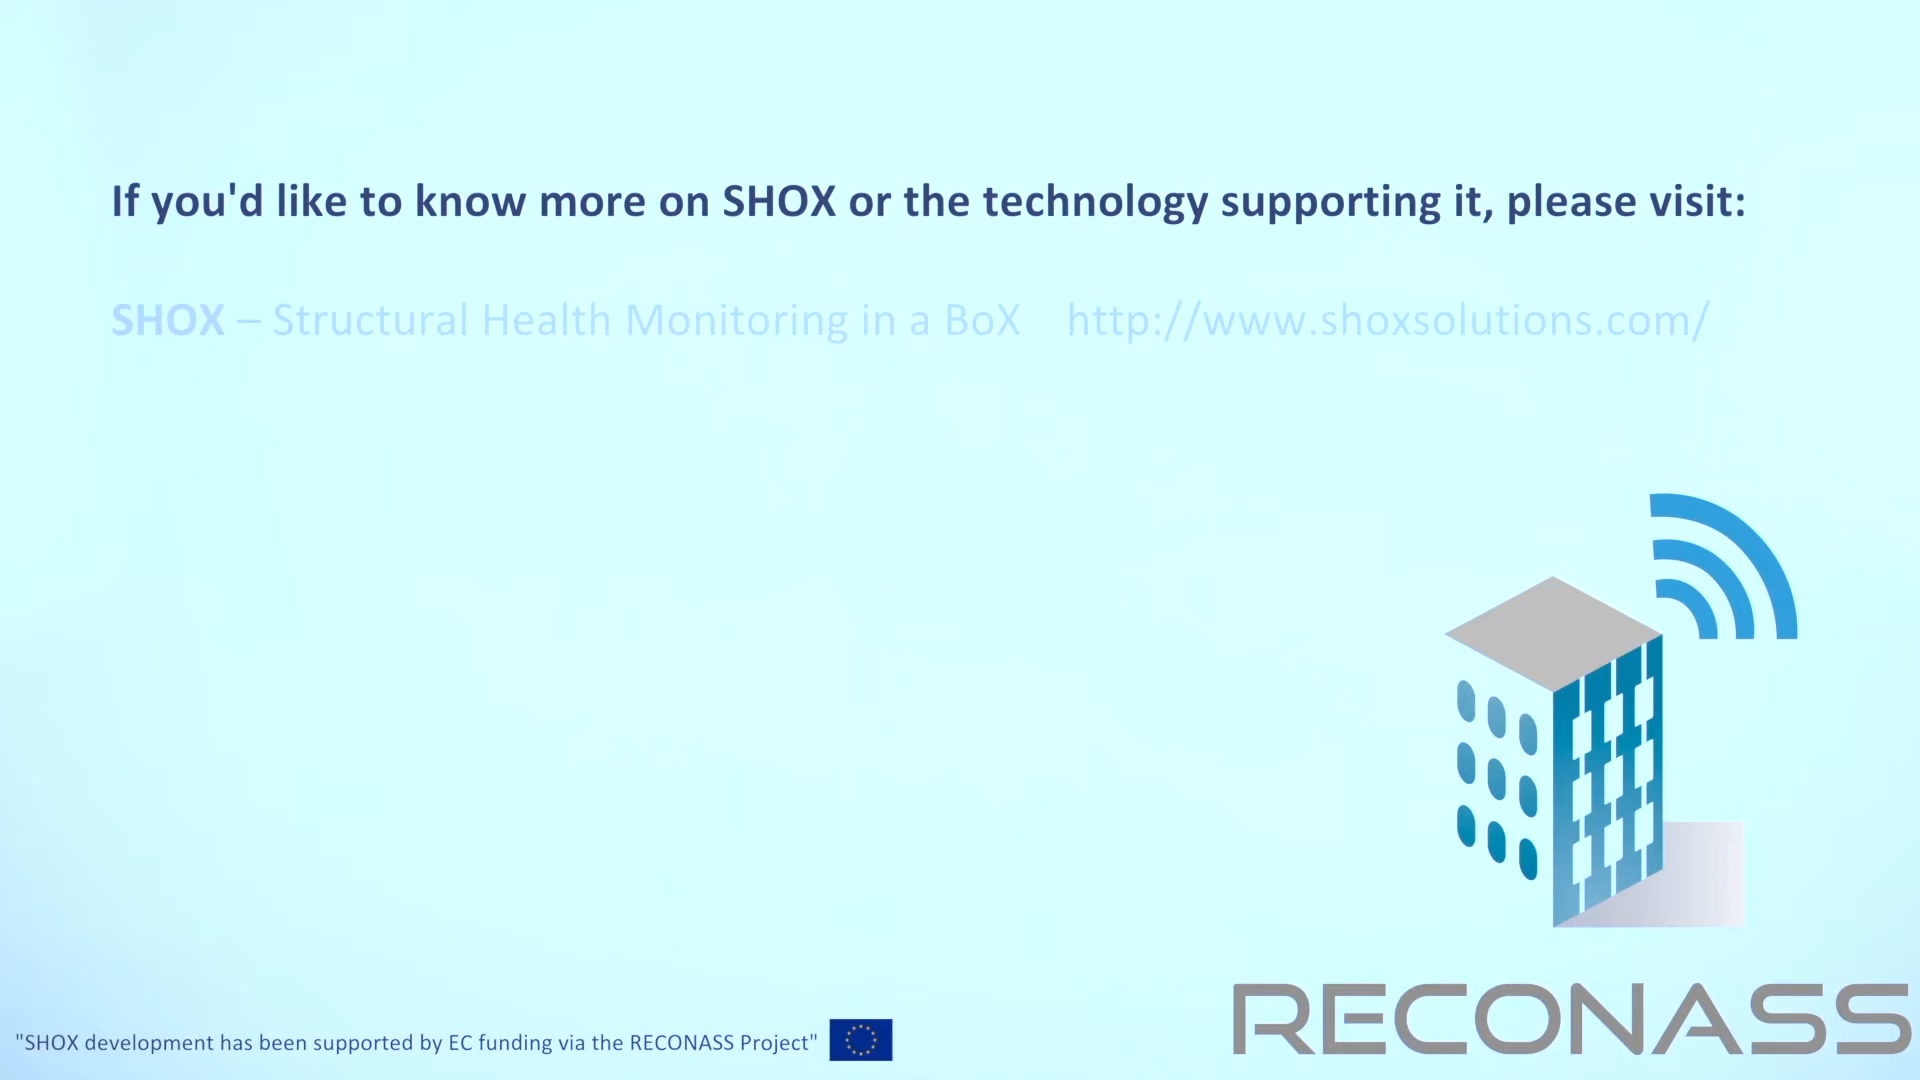 If you'd like to know more on SHOX or the technology supporting it, please visit:
SHOX – Structural Health Monitoring in a BoX http://www.shoxsolutions.com/
RECONASS
"SHOX development has been supported by EC funding via the RECONASS Project"